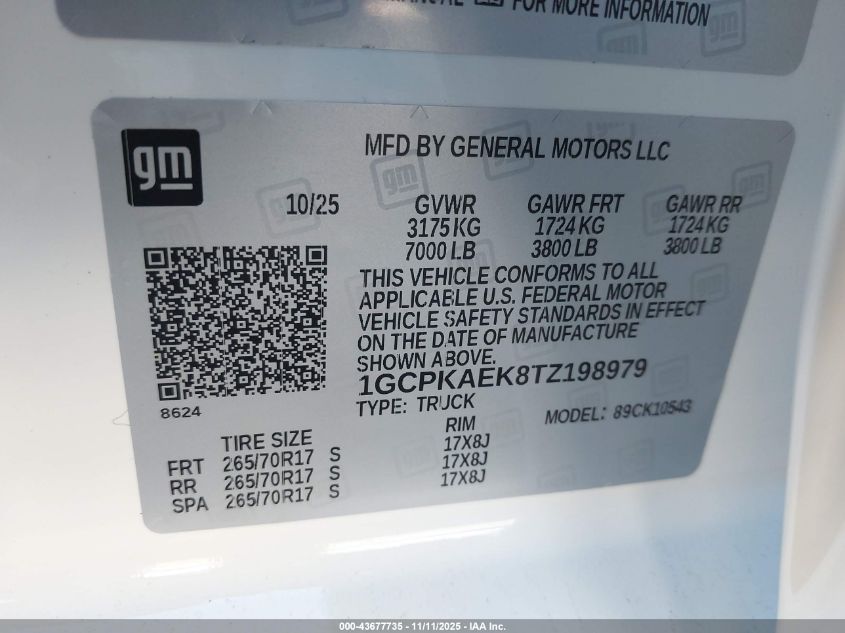 MANUAL FOR MORE INFORMATION
gm
MFD BY GENERAL MOTORS LLC
10/25 GVWR GAWR FRT GAWR RR
3175 KG 1724 KG 1724 KG
7000 LB 3800 LB 3800 LB
THIS VEHICLE CONFORMS TO ALL
APPLICABLE U.S. FEDERAL MOTOR
VEHICLE SAFETY STANDARDS IN EFFECT
ON THE DATE OF MANUFACTURE
SHOWN ABOVE.
1GCPKAEK8TZ198979
TYPE: TRUCK MODEL: 89CK10543
8624
TIRE SIZE RIM
FRT 265/70R17 S 17X8J
RR 265/70R17 S 17X8J
SPA 265/70R17 S 17X8J
000-43677735 - 11/11/2025 - IAA Inc.